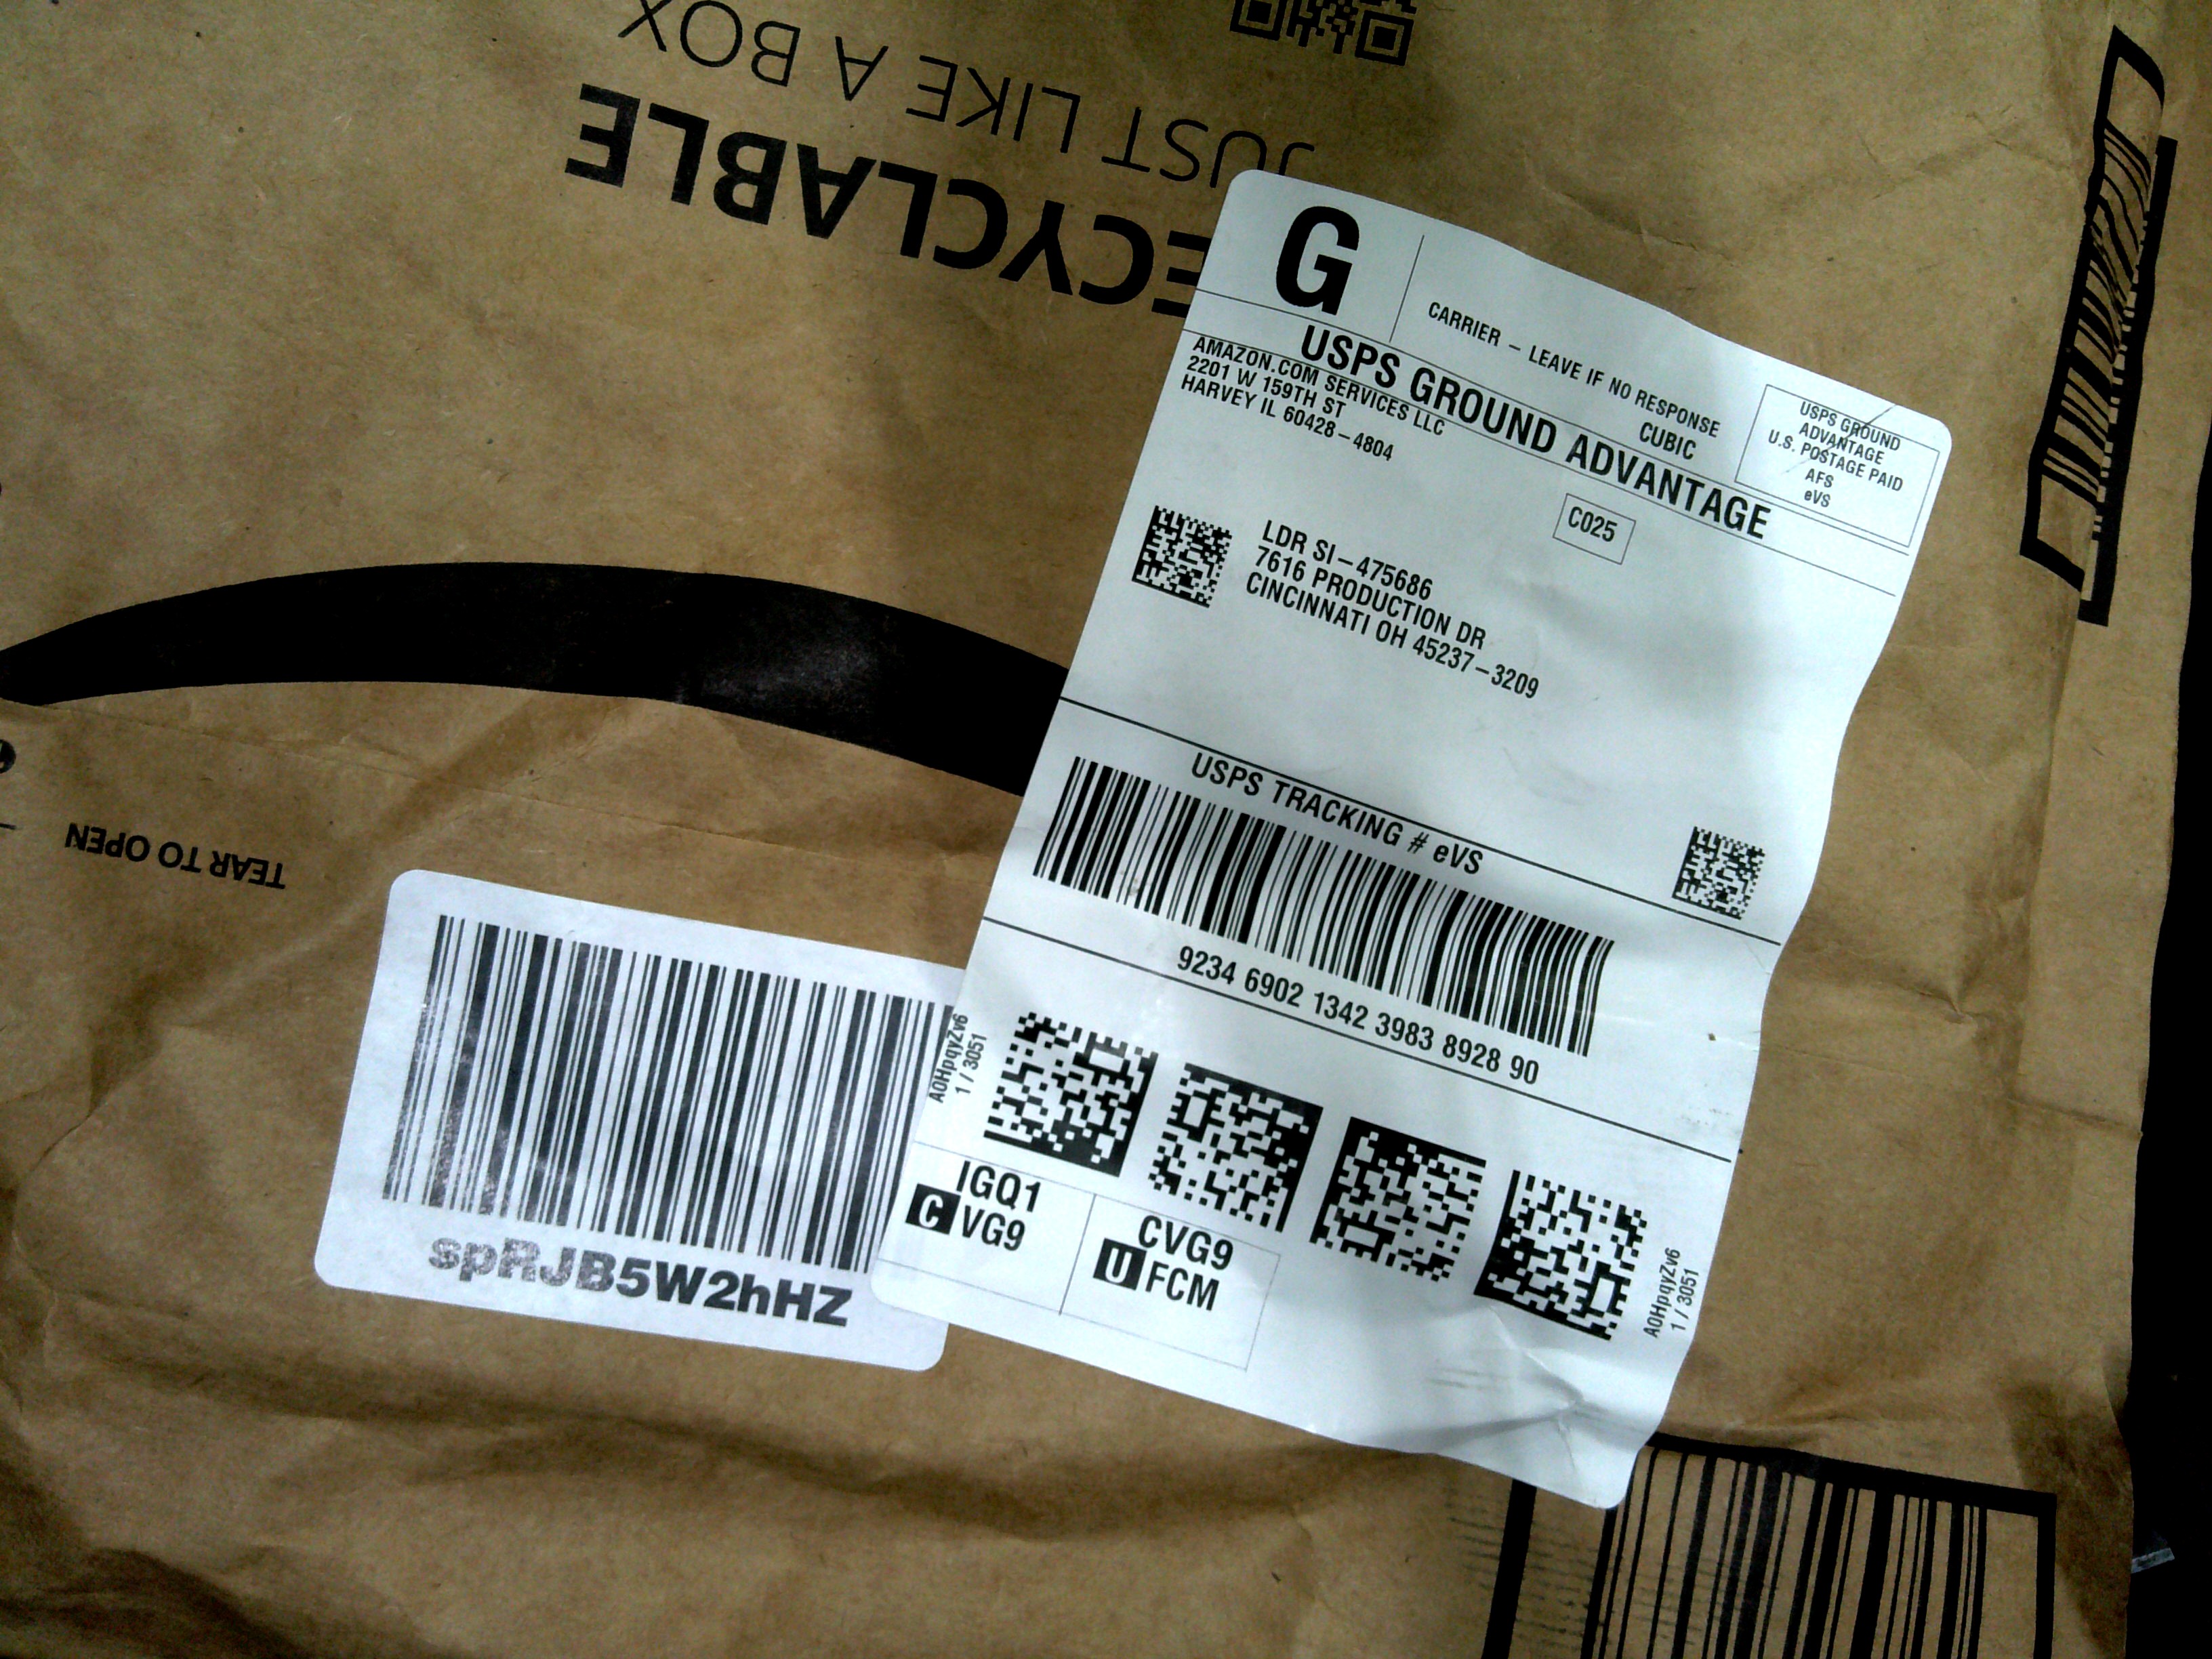 JUST LIKE A BOX
ECYCLABLE
TEAR TO OPEN
G
CARRIER – LEAVE IF NO RESPONSE
CUBIC
USPS GROUND
ADVANTAGE
U.S. POSTAGE PAID
AFS
eVS
USPS GROUND ADVANTAGE
AMAZON.COM SERVICES LLC
2201 W 159TH ST
HARVEY IL 60428–4804
C025
LDR SI–475686
7616 PRODUCTION DR
CINCINNATI OH 45237–3209
USPS TRACKING # eVS
9234 6902 1342 3983 8928 90
A0HpqyZv6
1 / 3051
IGQ1
C VG9
CVG9
U FCM
A0HpqyZv6
1 / 3051
spRJB5W2hHZ